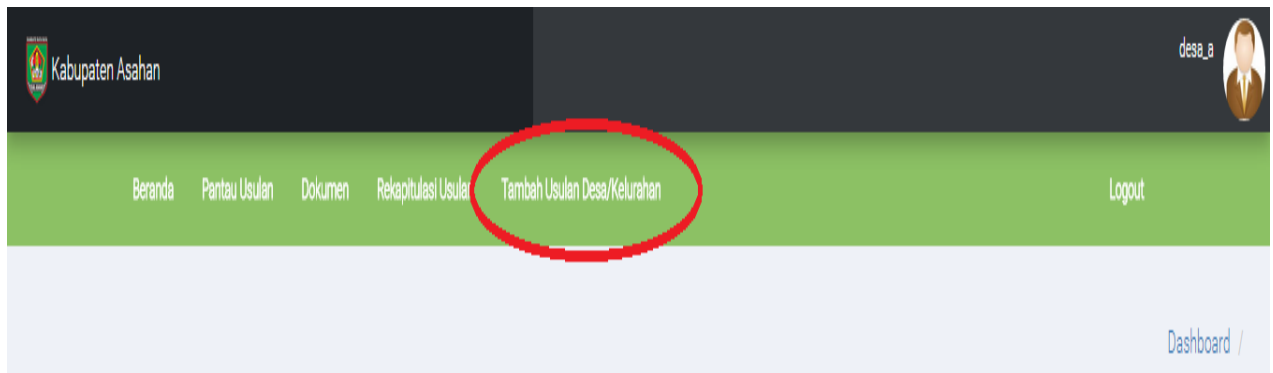 Kabupaten Asahan
desa_a
Beranda Pantau Usulan Dokumen Rekapitulasi Usulan Tambah Usulan Desa/Kelurahan Logout
Dashboard /